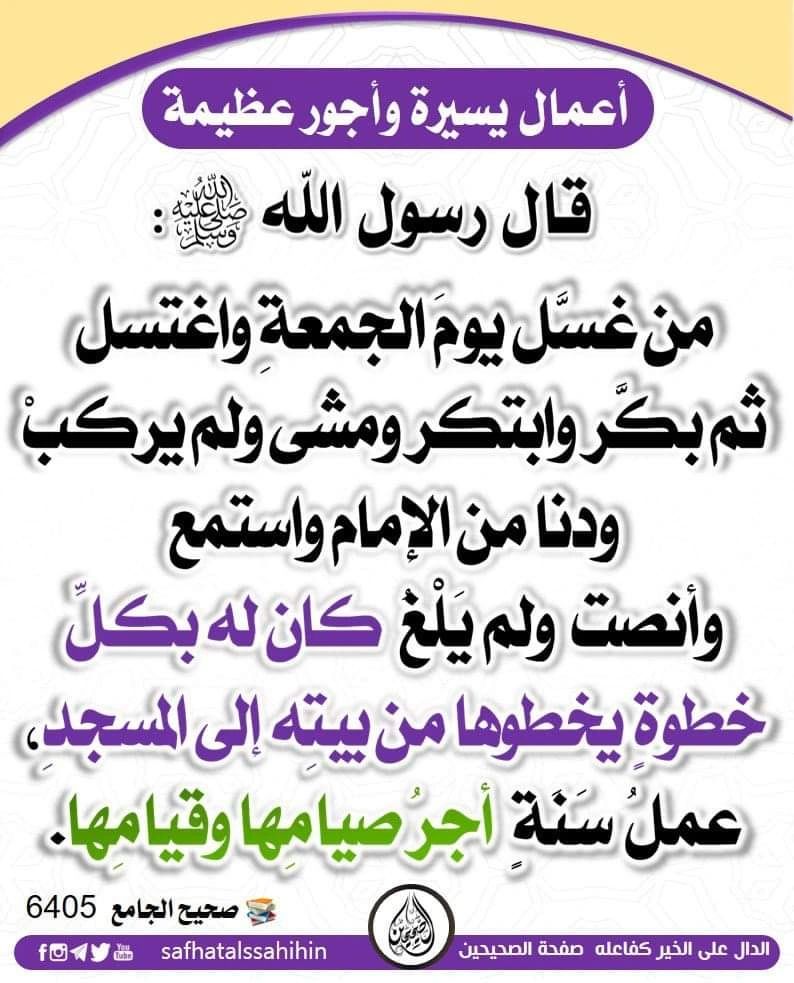 أعمال يسيرة وأجور عظيمة
قال رسول الله ﷺ :
من غسَّل يومَ الجمعةِ واغتسل
ثم بكَّر وابتكر ومشى ولم يركبْ
ودنا من الإمام واستمع
وأنصت ولم يَلْغُ كان له بكلِّ
خطوةٍ يخطوها من بيتِه إلى المسجدِ،
عملُ سَنَةٍ أجرُ صيامِها وقيامِها.
صحيح الجامع 6405
الدال على الخير كفاعله صفحة الصحيحين
safhatalssahihin
You Tube